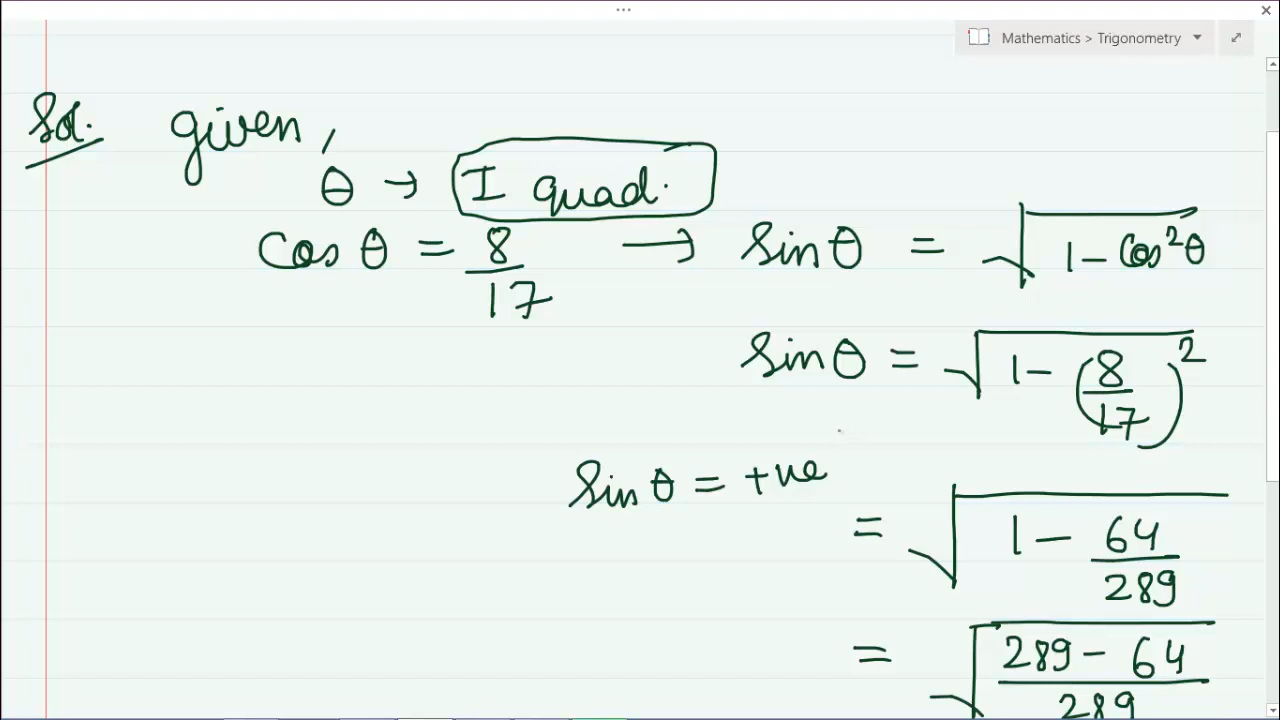 Mathematics > Trigonometry
Sol. given,
θ → I quad.
cos θ = 8/17 → sin θ = √(1 - cos²θ)
sin θ = √(1 - (8/17)²)
sin θ = +ve
= √(1 - 64/289)
= √((289 - 64)/289)